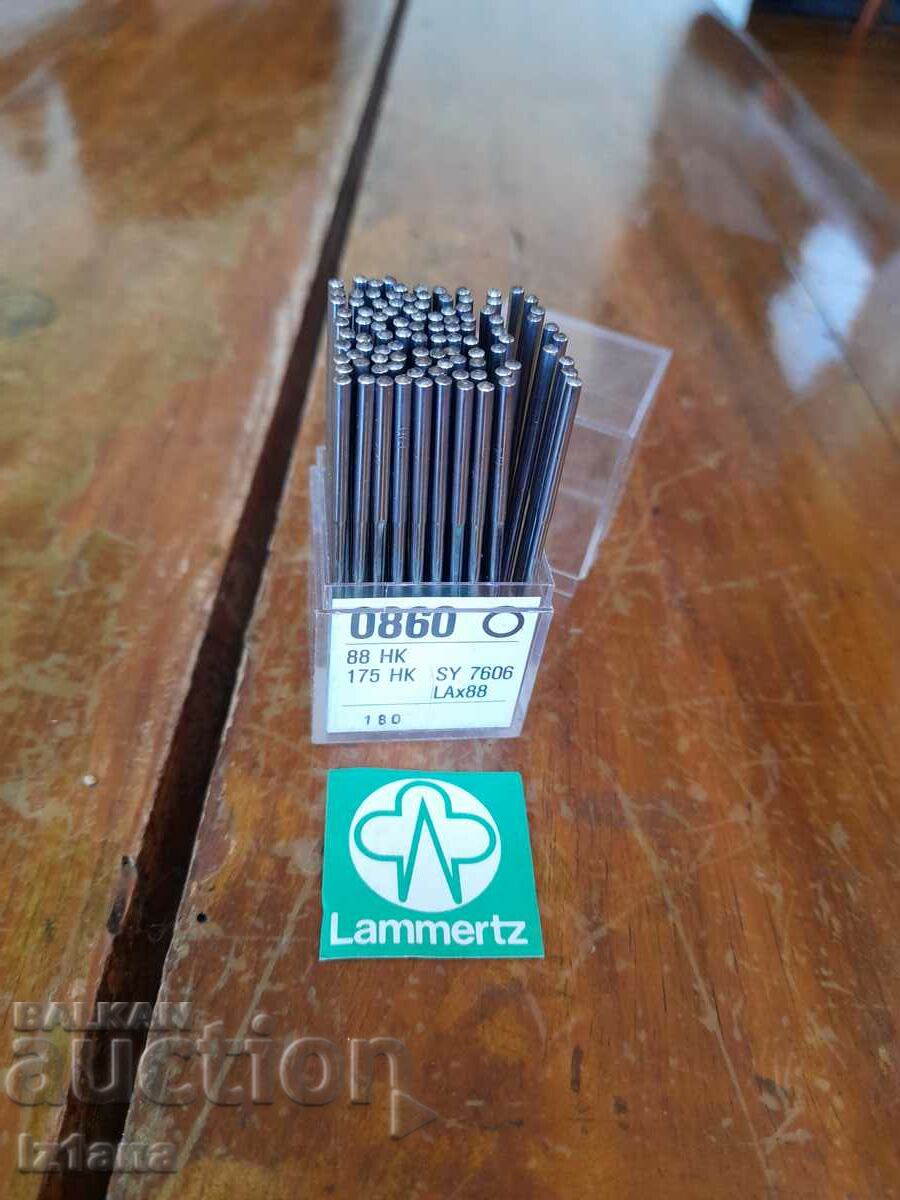 0860 O
88 HK
175 HK SY 7606
LAx88
180
Lammertz
BALKAN
auction
Iz1ana